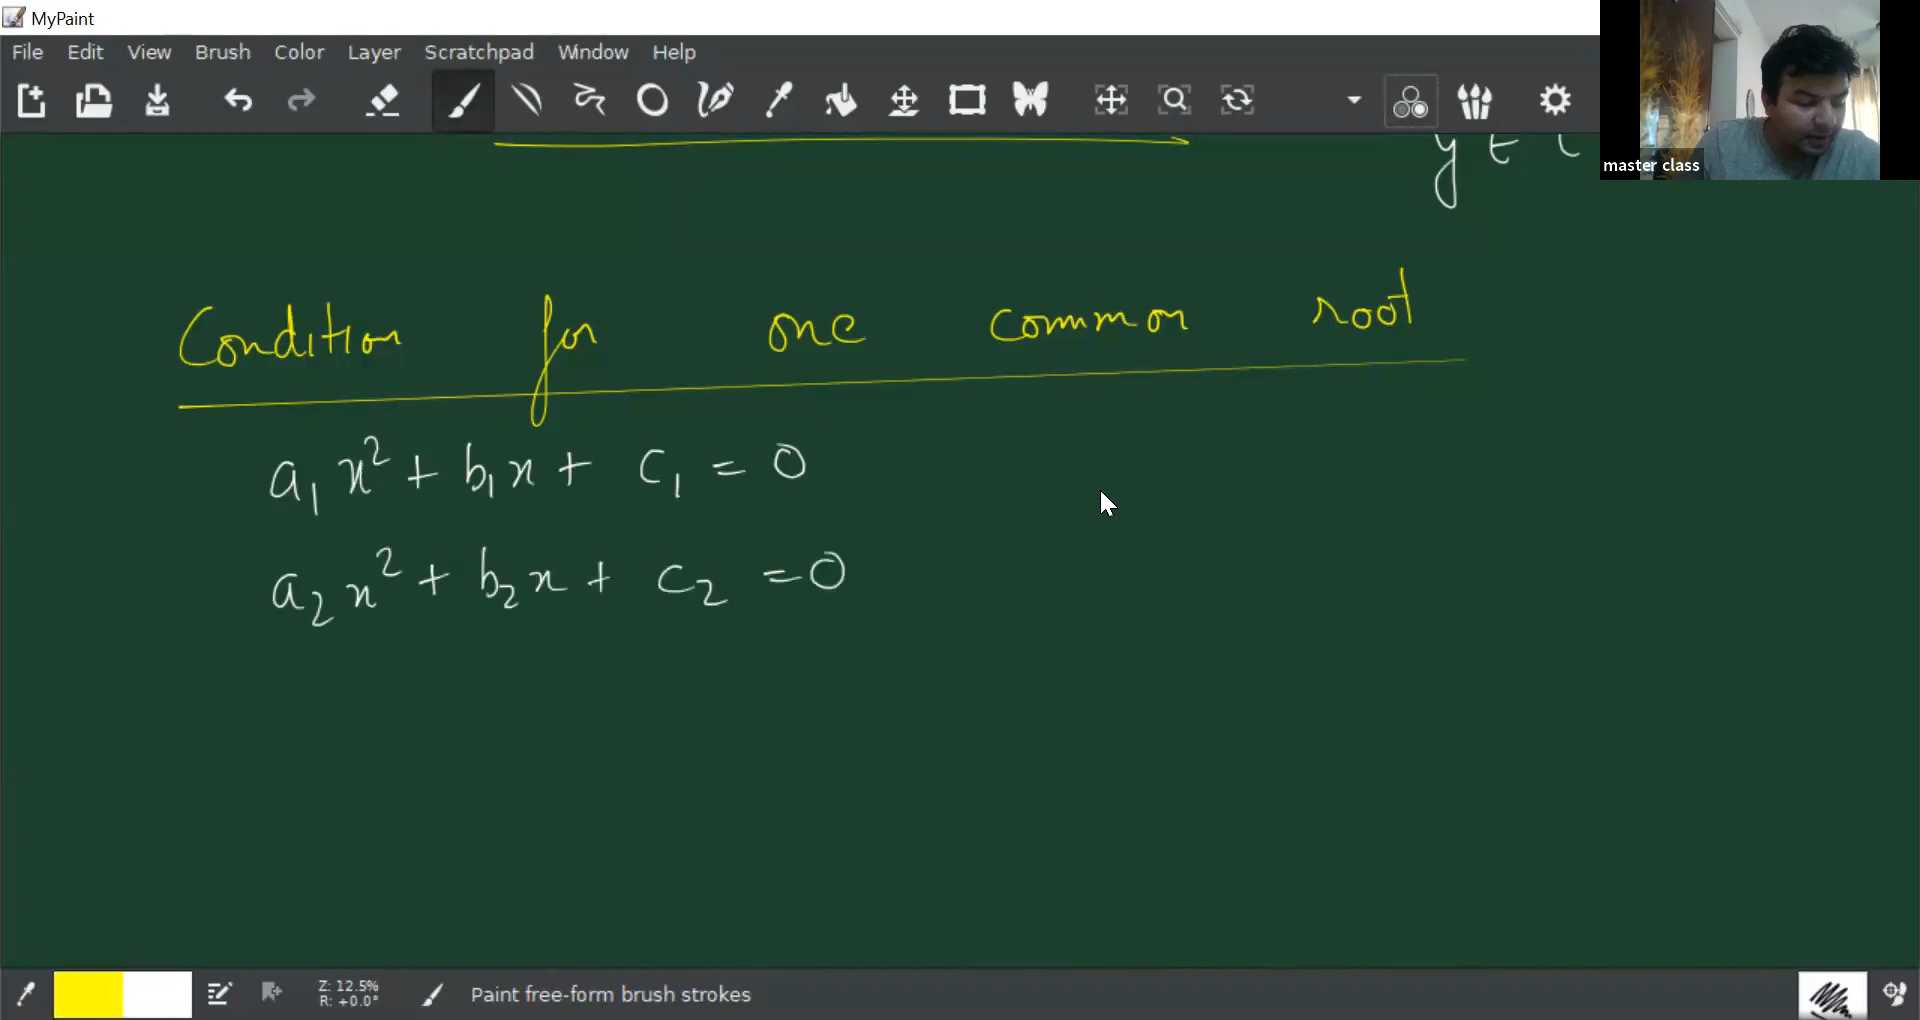 MyPaint
File Edit View Brush Color Layer Scratchpad Window Help
master class
y t
Condition for one common root
a₁x² + b₁x + c₁ = 0
a₂x² + b₂x + c₂ = 0
Z: 12.5%
R: +0.0°
Paint free-form brush strokes